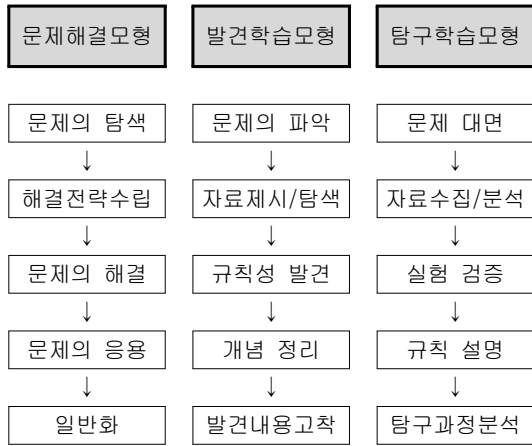 문제해결모형
발견학습모형
탐구학습모형
문제의 탐색
문제의 파악
문제 대면
↓
↓
↓
해결전략수립
자료제시/탐색
자료수집/분석
↓
↓
↓
문제의 해결
규칙성 발견
실험 검증
↓
↓
↓
문제의 응용
개념 정리
규칙 설명
↓
↓
↓
일반화
발견내용고착
탐구과정분석